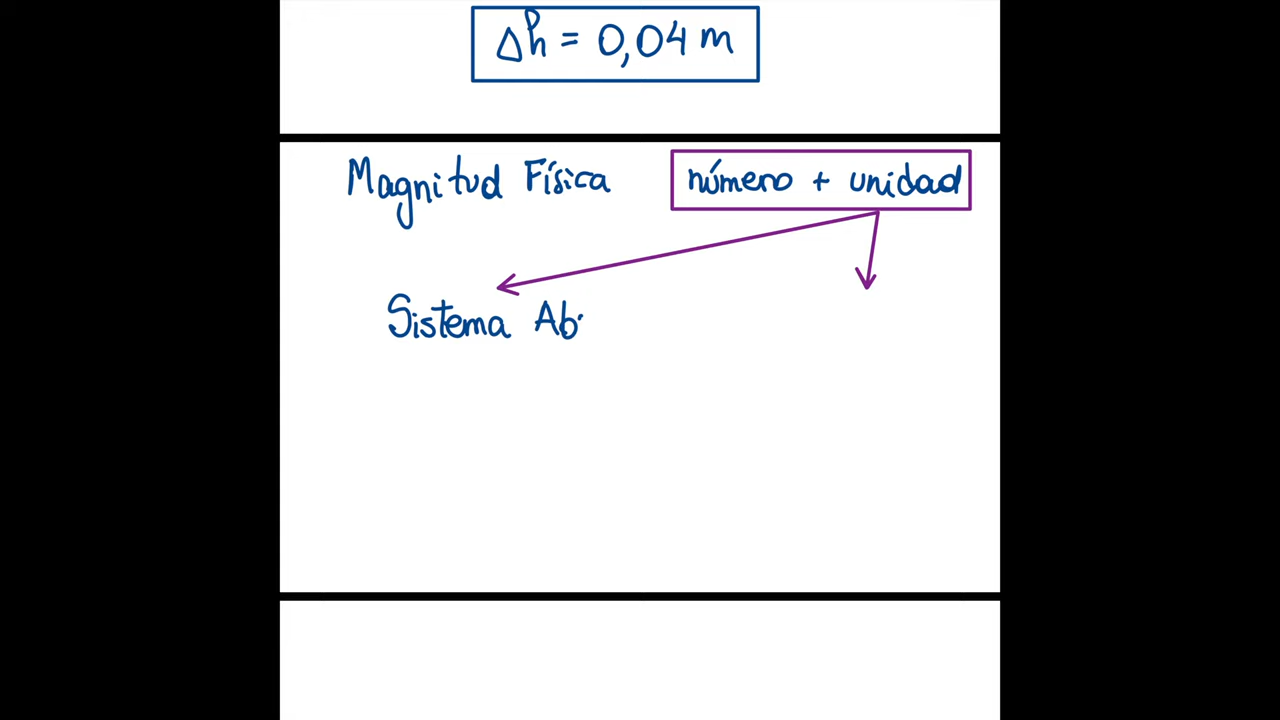 Δh = 0,04 m
Magnitud Física número + unidad
Sistema Ab